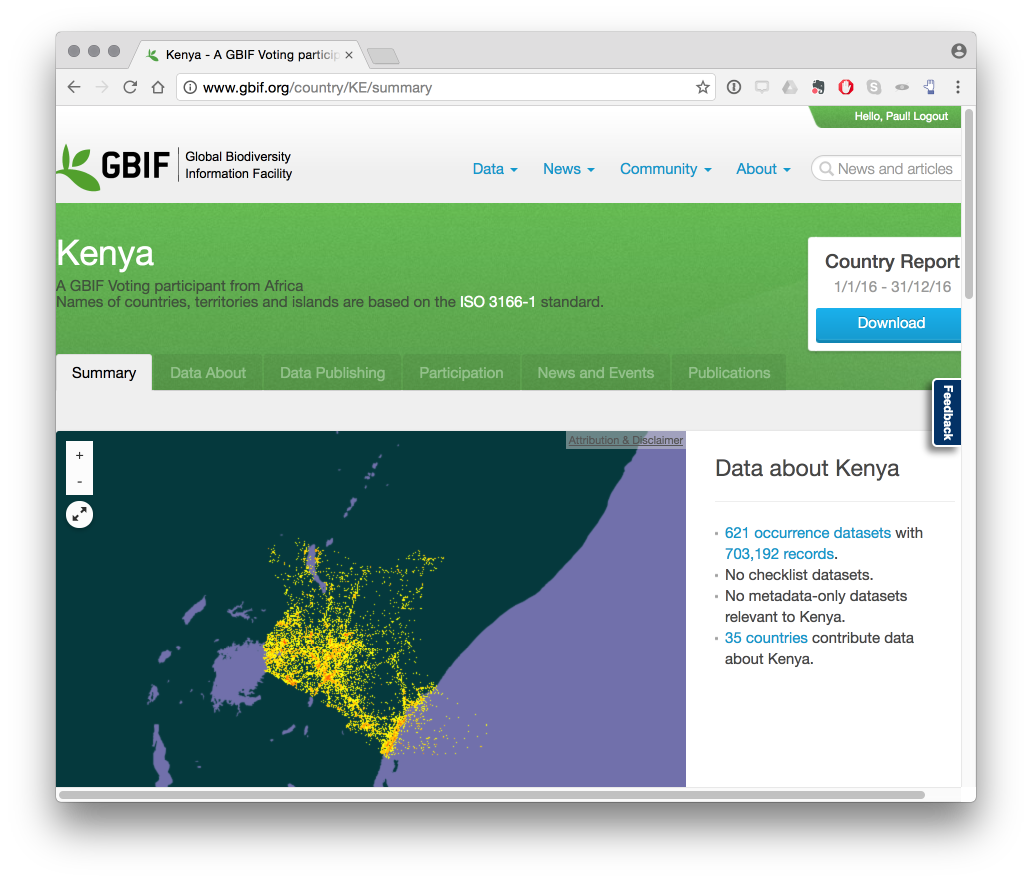 Kenya - A GBIF Voting particip
www.gbif.org/country/KE/summary
Hello, Paul! Logout
GBIF
Global Biodiversity
Information Facility
Data
News
Community
About
News and articles
Kenya
A GBIF Voting participant from Africa
Names of countries, territories and islands are based on the ISO 3166-1 standard.
Country Report
1/1/16 - 31/12/16
Download
Summary
Data About
Data Publishing
Participation
News and Events
Publications
Feedback
+
-
Attribution & Disclaimer
Data about Kenya
621 occurrence datasets with
703,192 records.
No checklist datasets.
No metadata-only datasets
relevant to Kenya.
35 countries contribute data
about Kenya.